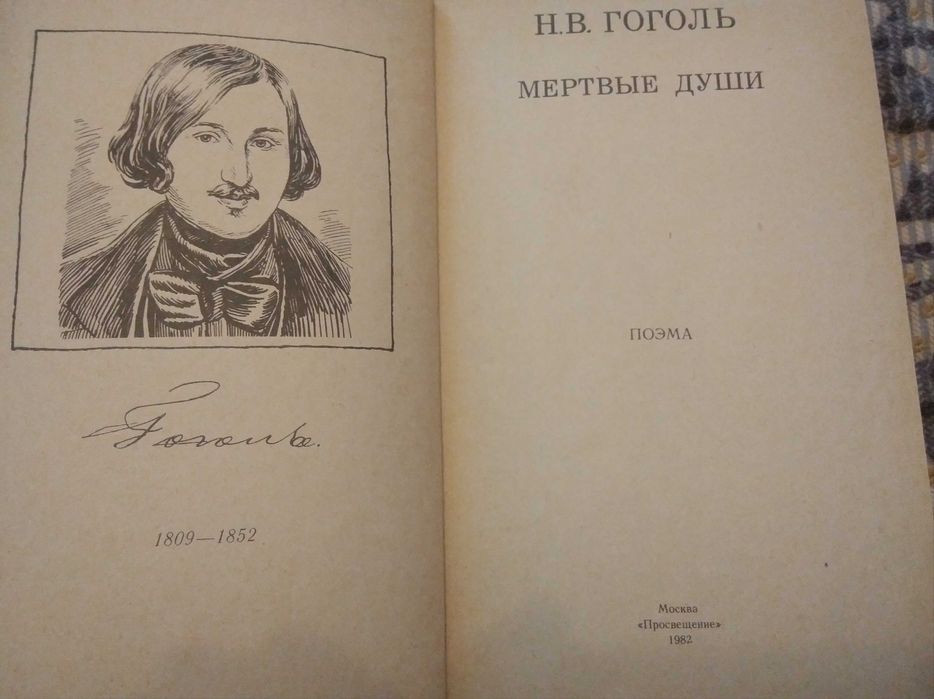 Гоголь.
1809—1852
Н.В. ГОГОЛЬ
МЕРТВЫЕ ДУШИ
ПОЭМА
Москва
«Просвещение»
1982